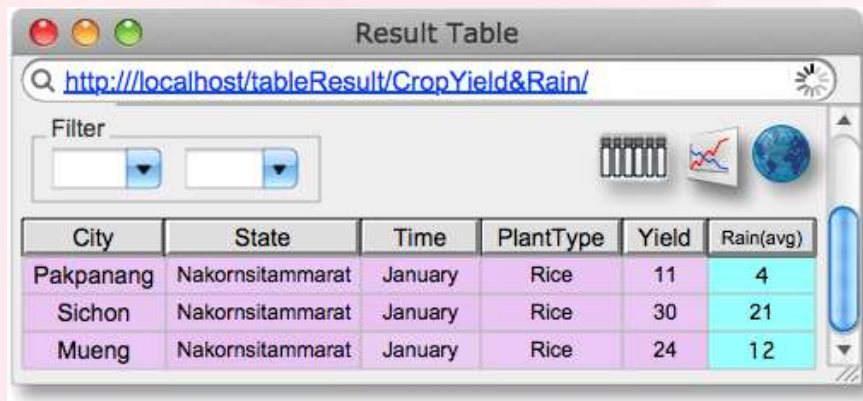 Result Table
http:///localhost/tableResult/CropYield&Rain/
Filter
City State Time PlantType Yield Rain(avg)
Pakpanang Nakornsitammarat January Rice 11 4
Sichon Nakornsitammarat January Rice 30 21
Mueng Nakornsitammarat January Rice 24 12